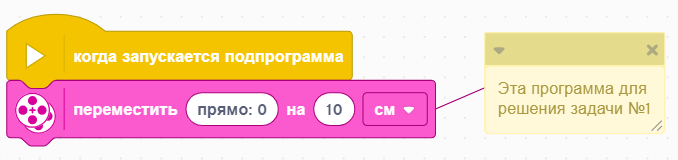 когда запускается подпрограмма
переместить прямо: 0 на 10 см
Эта программа для
решения задачи №1